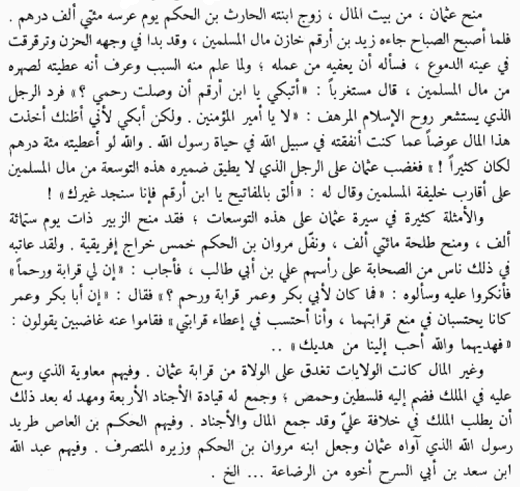 منح عثمان ، من بيت المال ، زوج ابنته الحارث بن الحكم يوم عرسه مئتي ألف درهم .
فلما أصبح الصباح جاءه زيد بن أرقم خازن مال المسلمين ، وقد بدا في وجهه الحزن وترقرقت
في عينه الدموع ، فسأله أن يعفيه من عمله ؛ ولما علم منه السبب وعرف أنه عطيته لصهره
من مال المسلمين ، قال مستغرباً : « أتبكي يا ابن أرقم أن وصلت رحمي ؟ » فرد الرجل
الذي يستشعر روح الإسلام المرهف : « لا يا أمير المؤمنين . ولكن أبكي لأني أظنك أخذت
هذا المال عوضاً عما كنت أنفقته في سبيل الله في حياة رسول الله . والله لو أعطيته مئة درهم
لكان كثيراً ! » فغضب عثمان على الرجل الذي لا يطيق ضميره هذه التوسعة من مال المسلمين
على أقارب خليفة المسلمين وقال له : « ألق بالمفاتيح يا ابن أرقم فإنا سنجد غيرك » !
والأمثلة كثيرة في سيرة عثمان على هذه التوسعات ؛ فقد منح الزبير ذات يوم ستمائة
ألف ، ومنح طلحة مائتي ألف ، ونفّل مروان بن الحكم خمس خراج إفريقية . ولقد عاتبه
في ذلك ناس من الصحابة على رأسهم علي بن أبي طالب ، فأجاب : « إن لي قرابة ورحماً »
فأنكروا عليه وسألوه : « فما كان لأبي بكر وعمر قرابة ورحم ؟ » فقال : « إن أبا بكر وعمر
كانا يحتسبان في منع قرابتهما ، وأنا أحتسب في إعطاء قرابتي » فقاموا عنه غاضبين يقولون :
« فهديهما والله أحب إلينا من هديك » ..
وغير المال كانت الولايات تغدق على الولاة من قرابة عثمان . وفيهم معاوية الذي وسع
عليه في الملك فضم إليه فلسطين وحمص ؛ وجمع له قيادة الأجناد الأربعة ومهد له بعد ذلك
أن يطلب الملك في خلافة عليّ وقد جمع المال والأجناد . وفيهم الحكم بن العاص طريد
رسول الله الذي آواه عثمان وجعل ابنه مروان بن الحكم وزيره المتصرف . وفيهم عبد الله
ابن سعد بن أبي السرح أخوه من الرضاعة ... الخ .